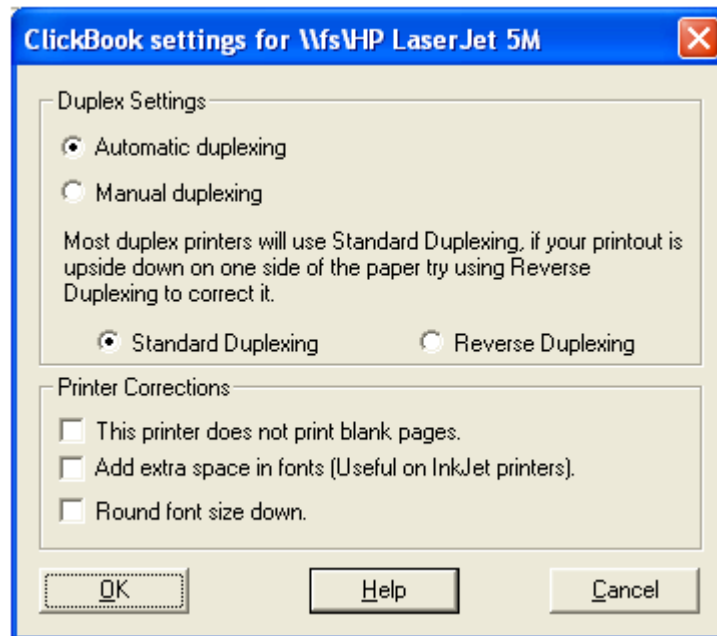 ClickBook settings for \\fs\HP LaserJet 5M
Duplex Settings
Automatic duplexing
Manual duplexing
Most duplex printers will use Standard Duplexing, if your printout is
upside down on one side of the paper try using Reverse
Duplexing to correct it.
Standard Duplexing Reverse Duplexing
Printer Corrections
This printer does not print blank pages.
Add extra space in fonts (Useful on InkJet printers).
Round font size down.
OK Help Cancel